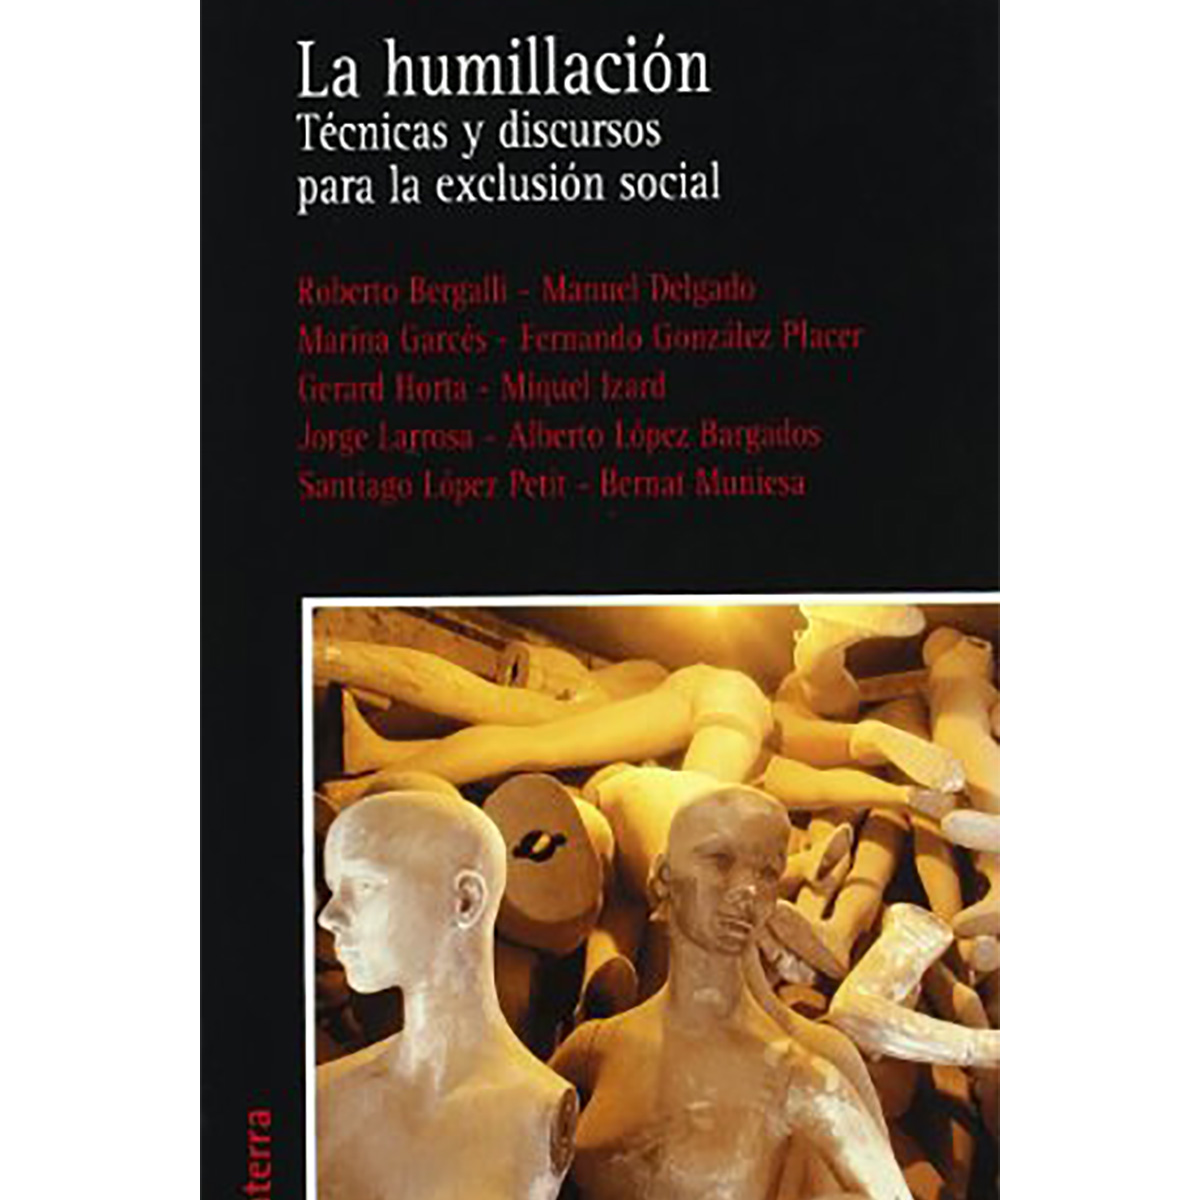 La humillación
Técnicas y discursos
para la exclusión social
Roberto Bergalli - Manuel Delgado
Marina Garcés - Fernando González Placer
Gerard Horta - Miquel Izard
Jorge Larrosa - Alberto López Bargados
Santiago López Petit - Bernat Muniesa
terra